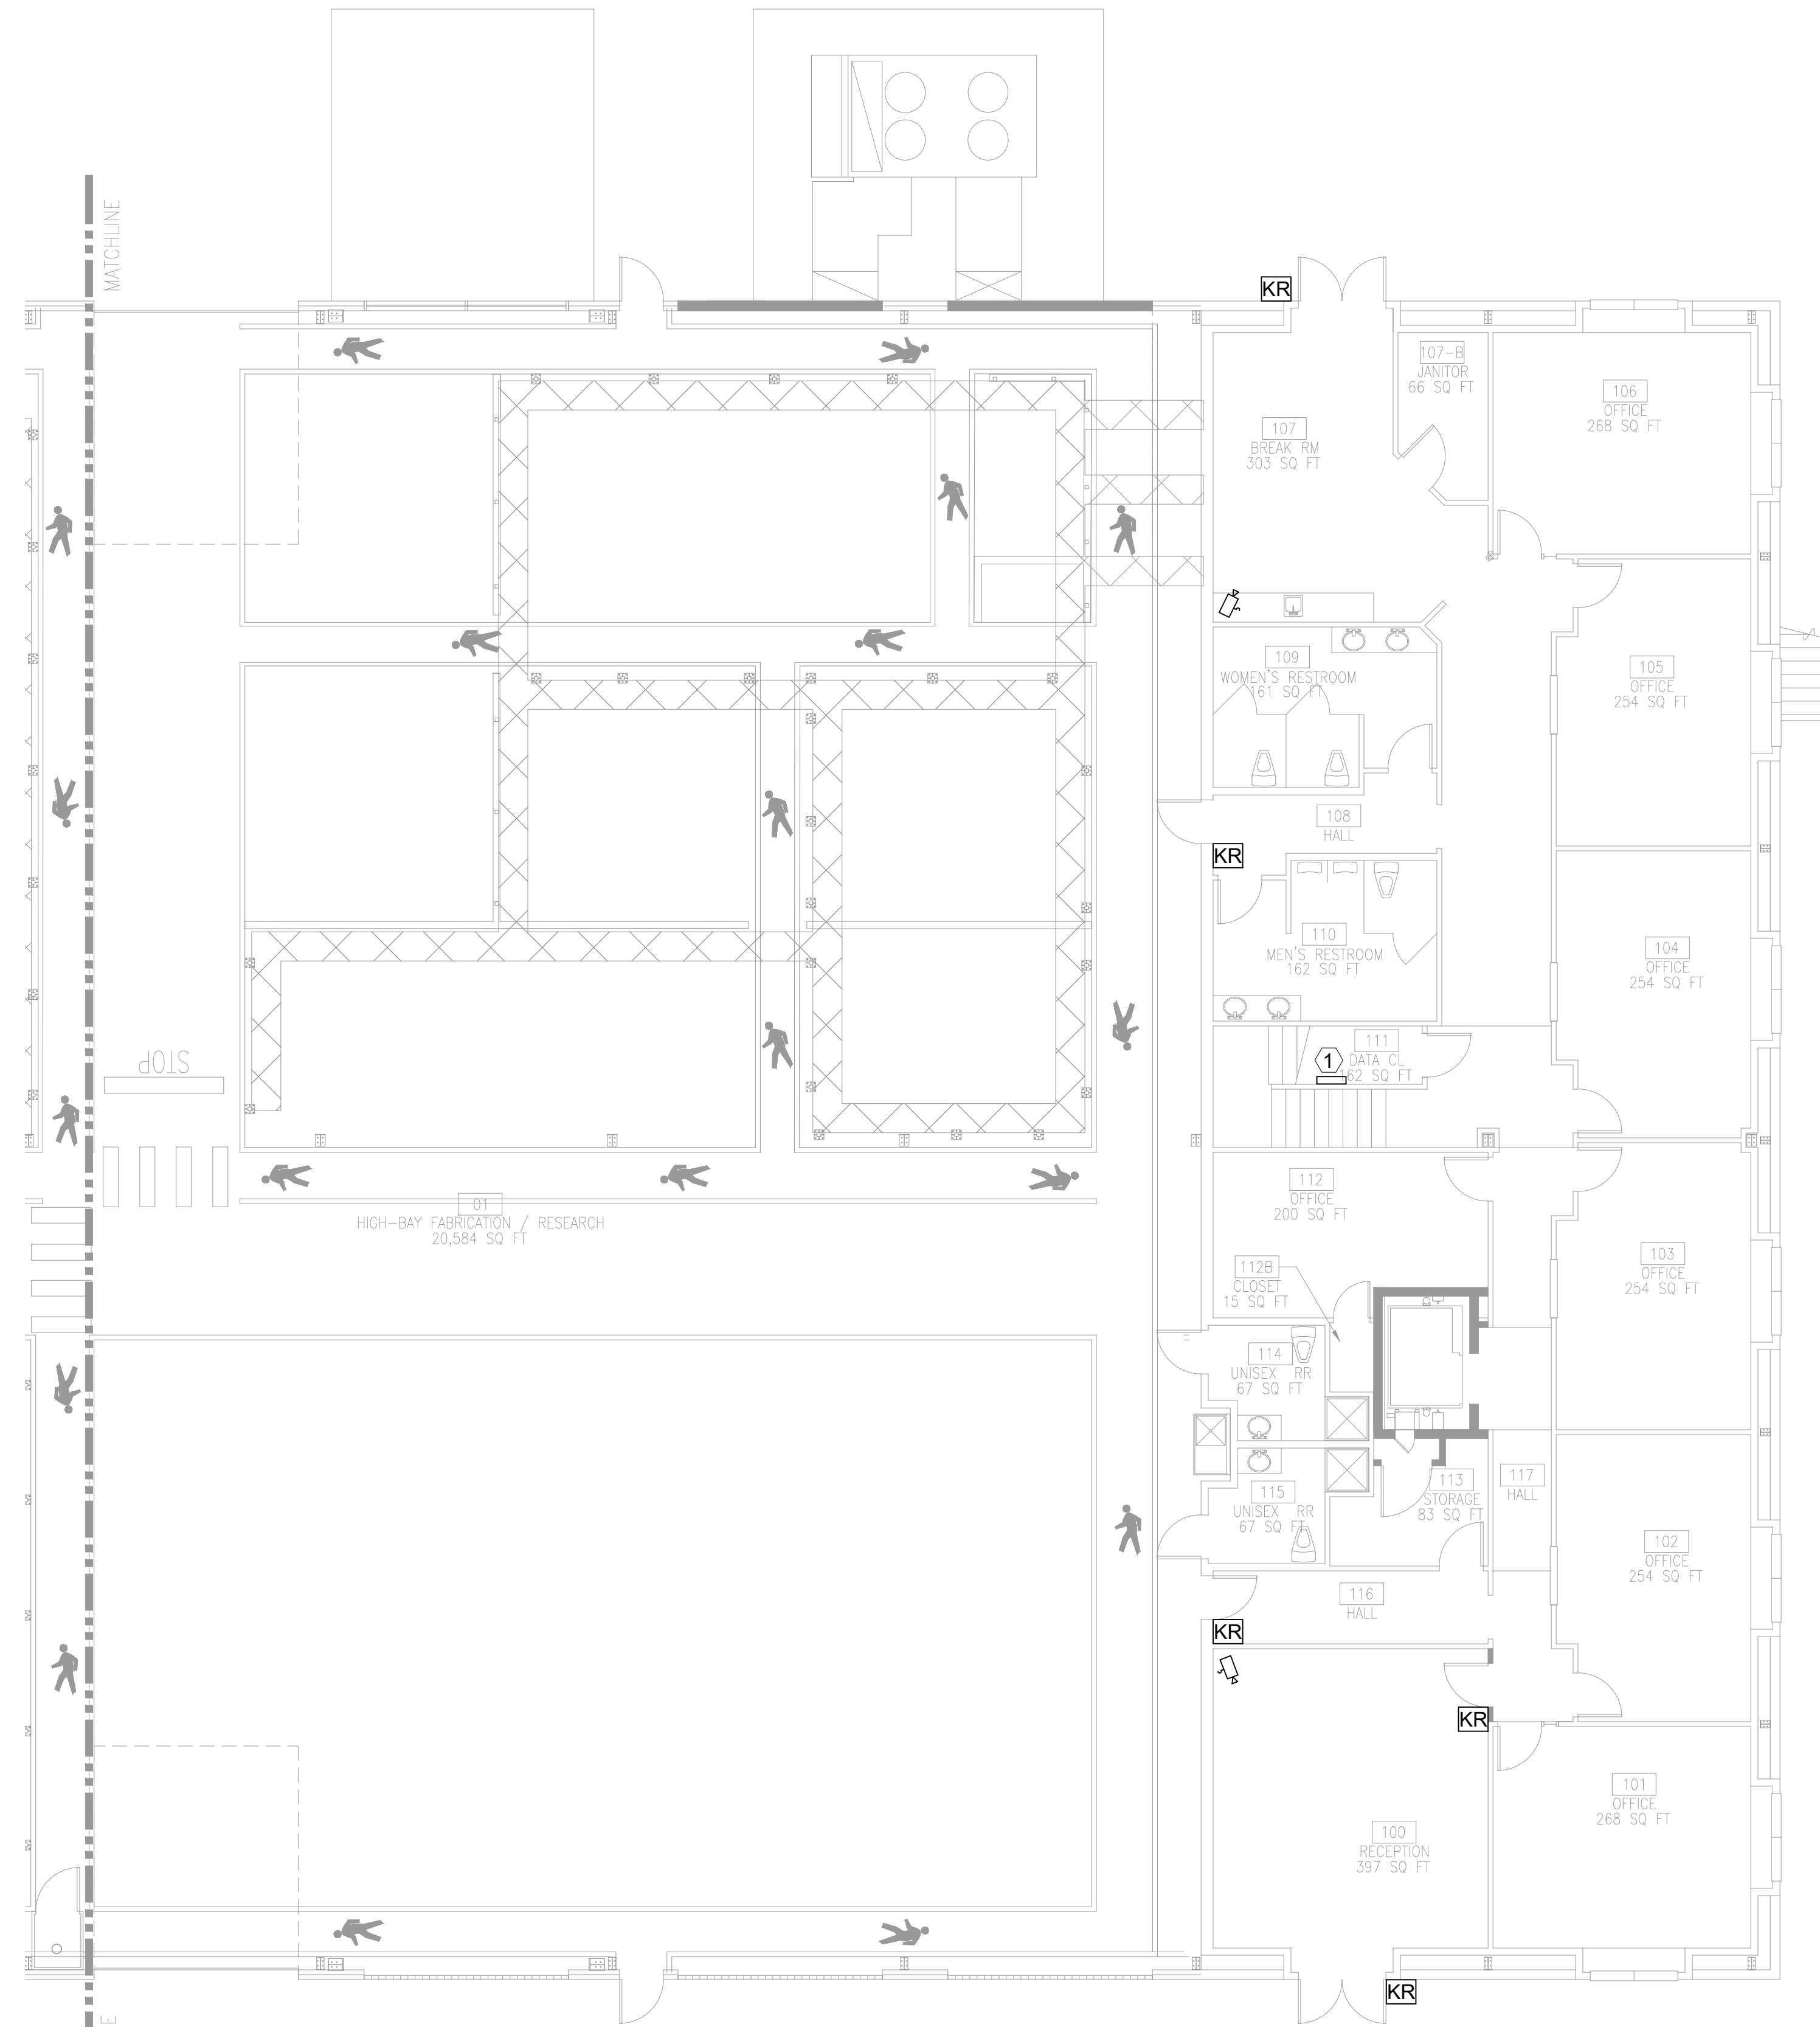 MATCHLINE
KR
107-B
JANITOR
66 SQ FT
106
OFFICE
268 SQ FT
107
BREAK RM
303 SQ FT
109
WOMEN'S RESTROOM
161 SQ FT
105
OFFICE
254 SQ FT
108
HALL
KR
110
MEN'S RESTROOM
162 SQ FT
104
OFFICE
254 SQ FT
STOP
1
111
DATA CL
162 SQ FT
112
OFFICE
200 SQ FT
01
HIGH-BAY FABRICATION / RESEARCH
20,584 SQ FT
112B
CLOSET
15 SQ FT
103
OFFICE
254 SQ FT
114
UNISEX RR
67 SQ FT
113
STORAGE
83 SQ FT
117
HALL
115
UNISEX RR
67 SQ FT
102
OFFICE
254 SQ FT
116
HALL
KR
KR
101
OFFICE
268 SQ FT
100
RECEPTION
397 SQ FT
KR
E